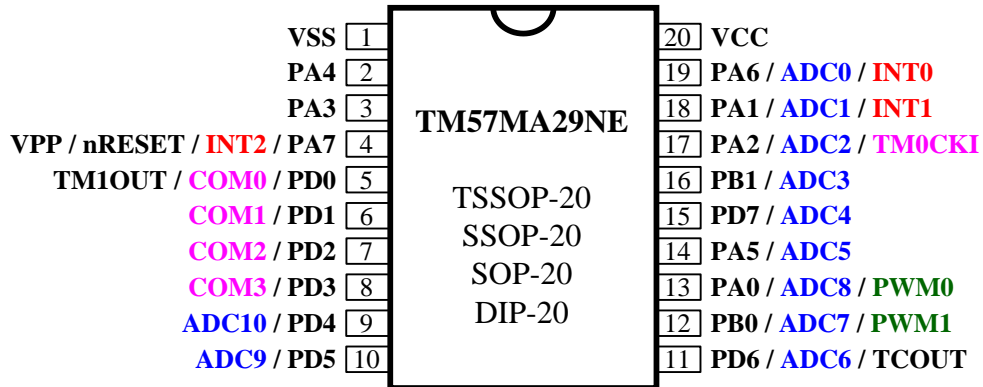 VSS 1
PA4 2
PA3 3
VPP / nRESET / INT2 / PA7 4
TM1OUT / COM0 / PD0 5
COM1 / PD1 6
COM2 / PD2 7
COM3 / PD3 8
ADC10 / PD4 9
ADC9 / PD5 10
TM57MA29NE
TSSOP-20
SSOP-20
SOP-20
DIP-20
20 VCC
19 PA6 / ADC0 / INT0
18 PA1 / ADC1 / INT1
17 PA2 / ADC2 / TM0CKI
16 PB1 / ADC3
15 PD7 / ADC4
14 PA5 / ADC5
13 PA0 / ADC8 / PWM0
12 PB0 / ADC7 / PWM1
11 PD6 / ADC6 / TCOUT